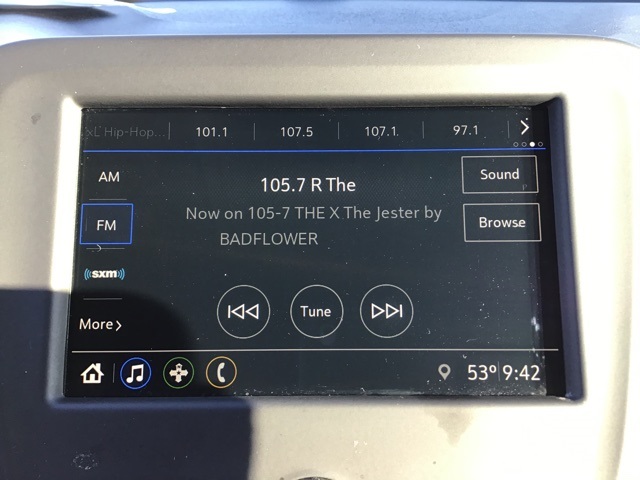 xL Hip-Hop... 101.1 107.5 107.1 97.1
AM
FM
((sxm))
More
105.7 R The
Now on 105-7 THE X The Jester by
BADFLOWER
Tune
Sound
Browse
53° 9:42